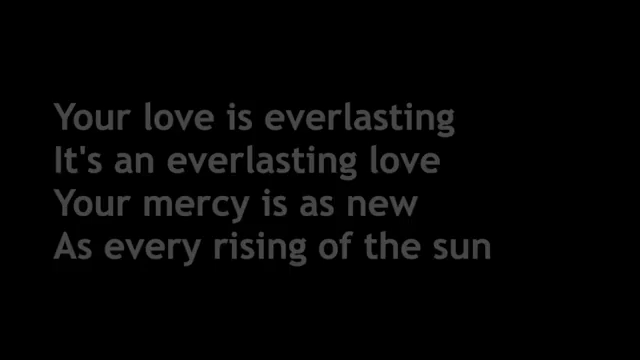 Your love is everlasting
It's an everlasting love
Your mercy is as new
As every rising of the sun